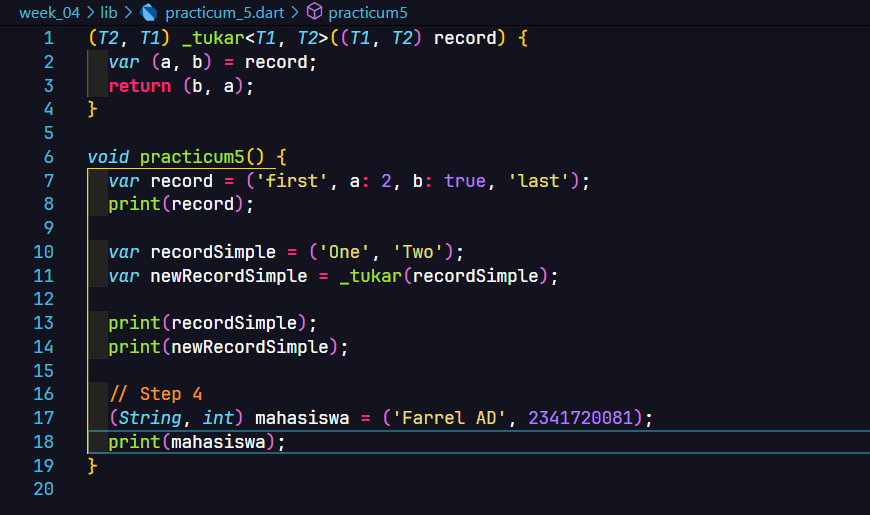 week_04 > lib > practicum_5.dart > practicum5
1 (T2, T1) _tukar<T1, T2>((T1, T2) record) {
2   var (a, b) = record;
3   return (b, a);
4 }
5
6 void practicum5() {
7   var record = ('first', a: 2, b: true, 'last');
8   print(record);
9
10   var recordSimple = ('One', 'Two');
11   var newRecordSimple = _tukar(recordSimple);
12
13   print(recordSimple);
14   print(newRecordSimple);
15
16   // Step 4
17   (String, int) mahasiswa = ('Farrel AD', 2341720081);
18   print(mahasiswa);
19 }
20